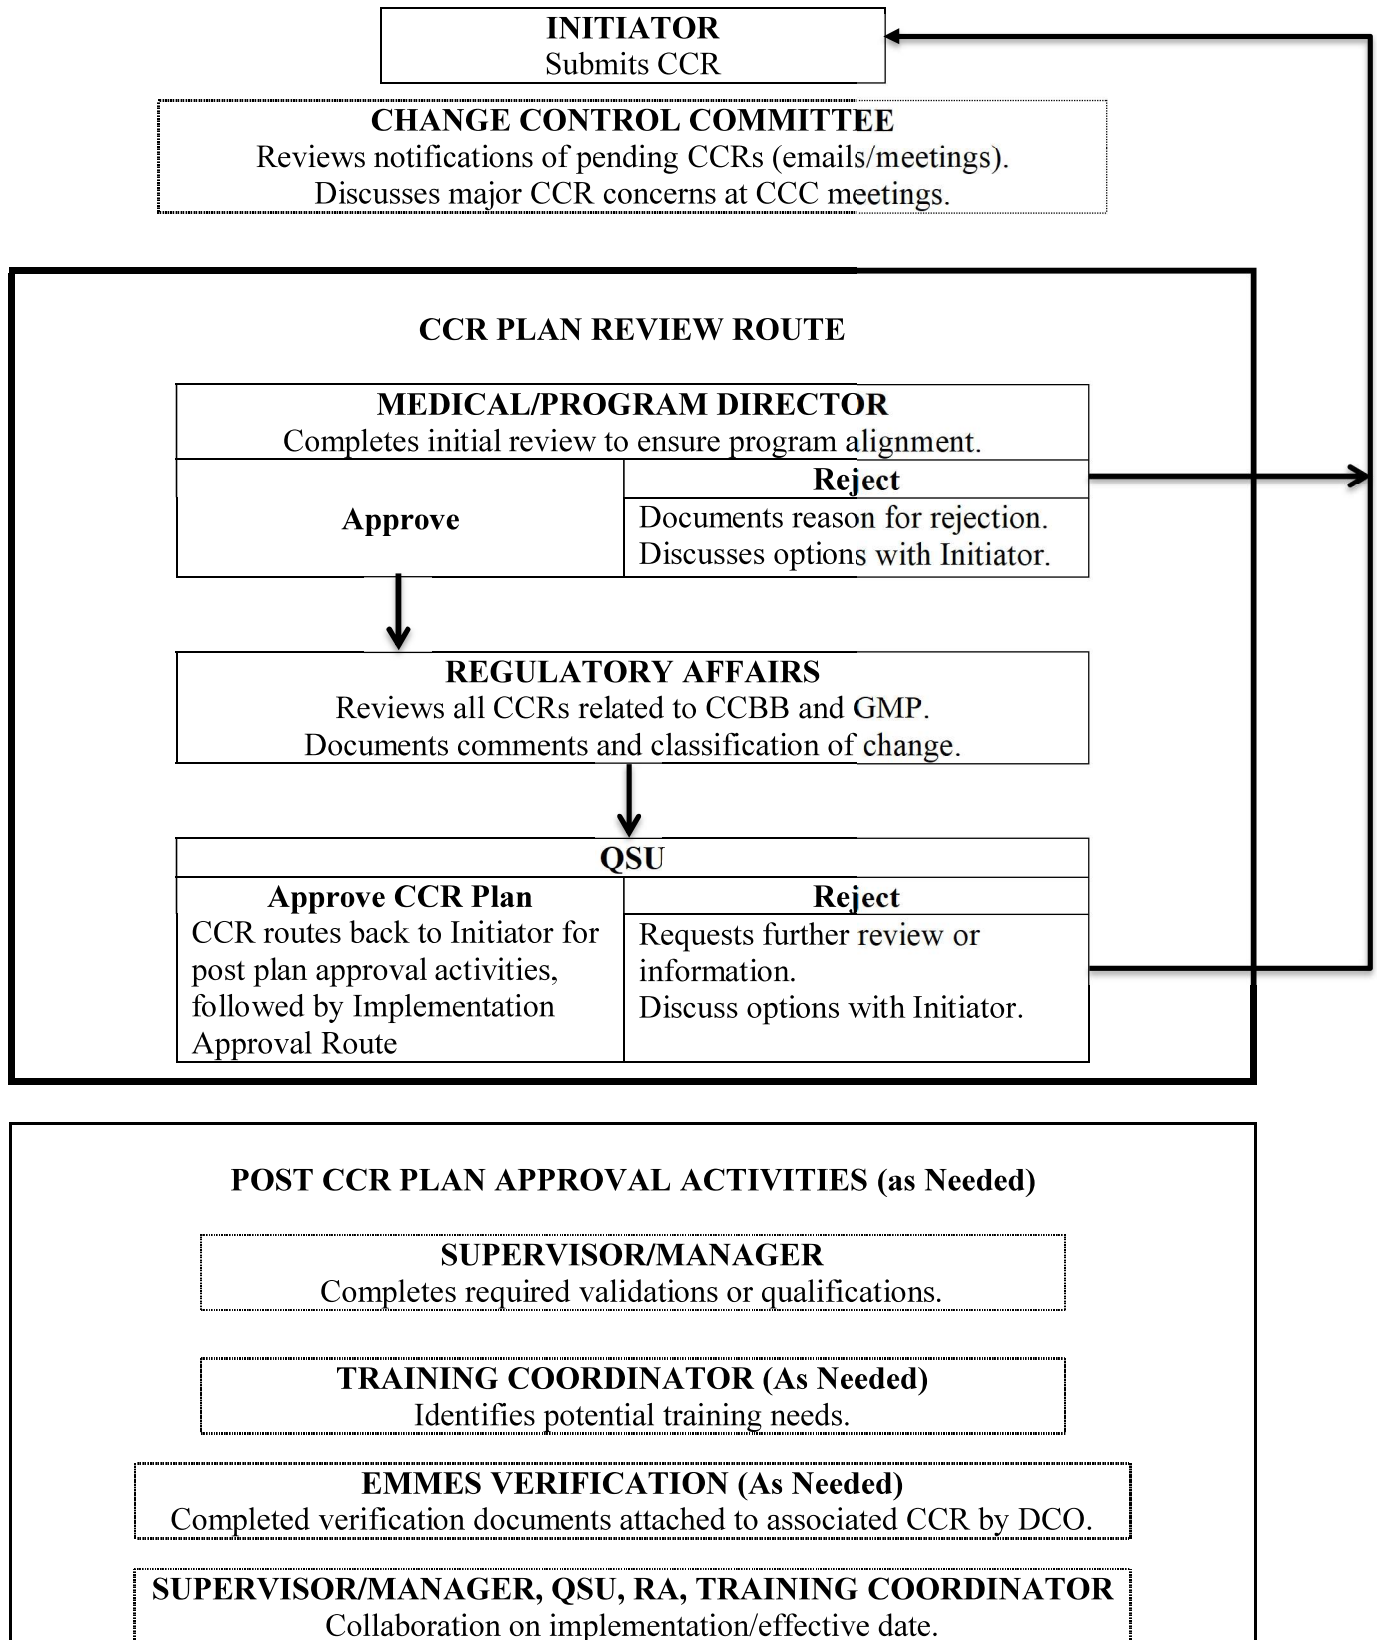 INITIATOR
Submits CCR
CHANGE CONTROL COMMITTEE
Reviews notifications of pending CCRs (emails/meetings).
Discusses major CCR concerns at CCC meetings.
CCR PLAN REVIEW ROUTE
MEDICAL/PROGRAM DIRECTOR
Completes initial review to ensure program alignment.
Approve
Reject
Documents reason for rejection.
Discusses options with Initiator.
REGULATORY AFFAIRS
Reviews all CCRs related to CCBB and GMP.
Documents comments and classification of change.
QSU
Approve CCR Plan
CCR routes back to Initiator for
post plan approval activities,
followed by Implementation
Approval Route
Reject
Requests further review or
information.
Discuss options with Initiator.
POST CCR PLAN APPROVAL ACTIVITIES (as Needed)
SUPERVISOR/MANAGER
Completes required validations or qualifications.
TRAINING COORDINATOR (As Needed)
Identifies potential training needs.
EMMES VERIFICATION (As Needed)
Completed verification documents attached to associated CCR by DCO.
SUPERVISOR/MANAGER, QSU, RA, TRAINING COORDINATOR
Collaboration on implementation/effective date.